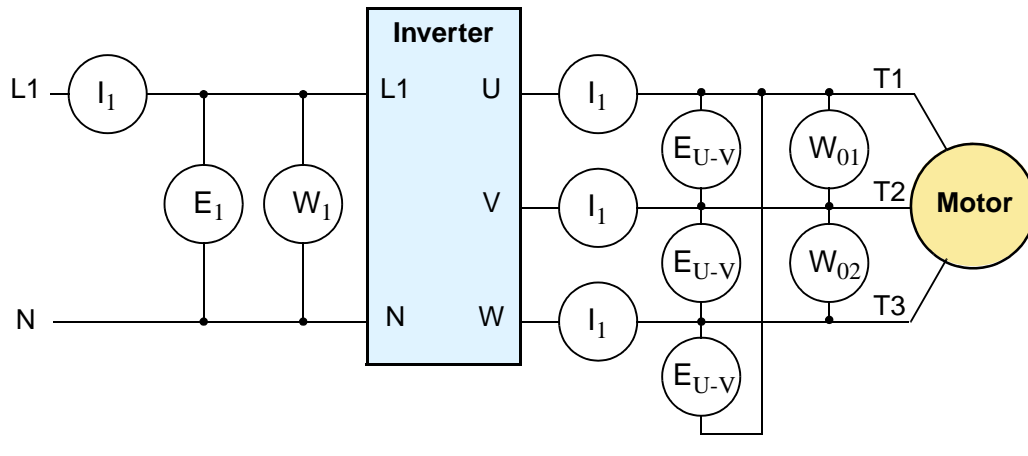 Inverter
L1
I1
L1
U
I1
T1
EU-V
W01
E1
W1
V
I1
T2
Motor
EU-V
W02
N
N
W
I1
T3
EU-V